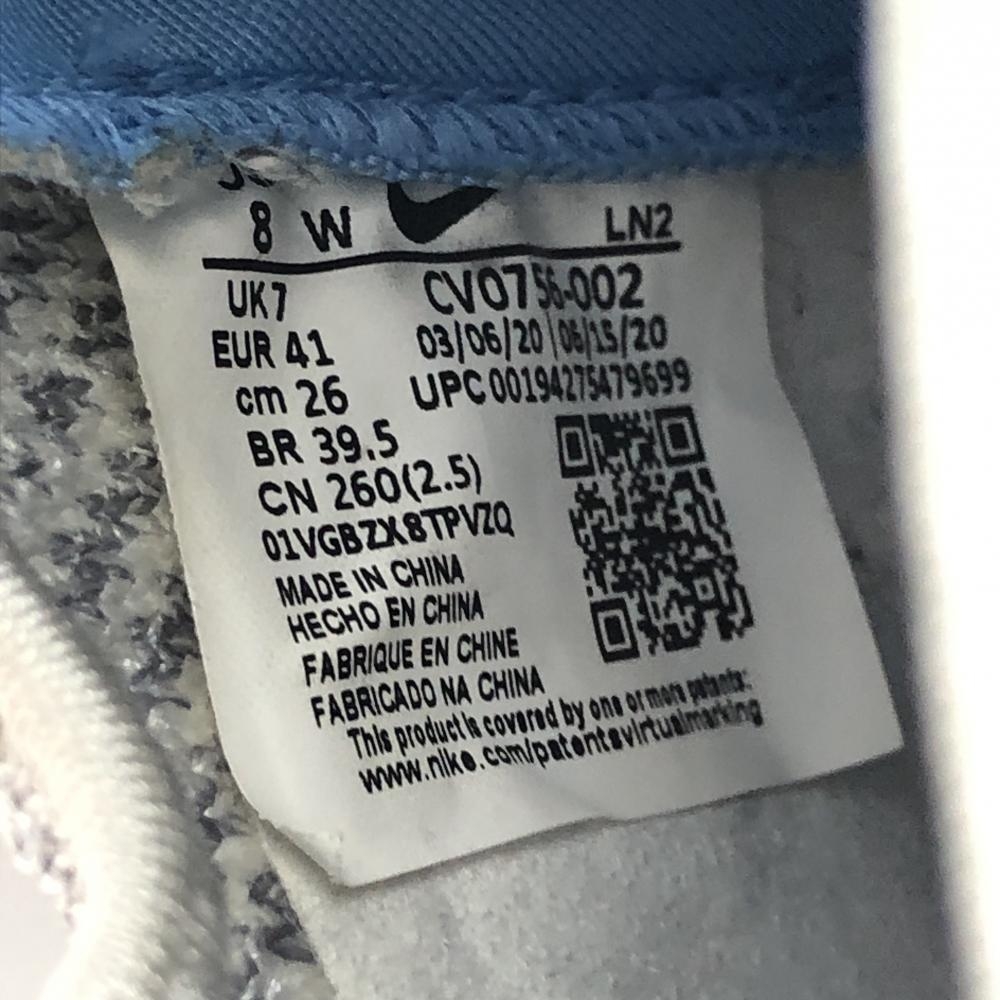 8 W LN2
UK7 CV0756-002
EUR 41 03/06/20 06/15/20
cm 26 UPC 00194275479699
BR 39.5
CN 260(2.5)
01VGBZX8TPVZQ
MADE IN CHINA
HECHO EN CHINA
FABRIQUE EN CHINE
FABRICADO NA CHINA
This product is covered by one or more patents:
www.nike.com/patentsvirtualmarking